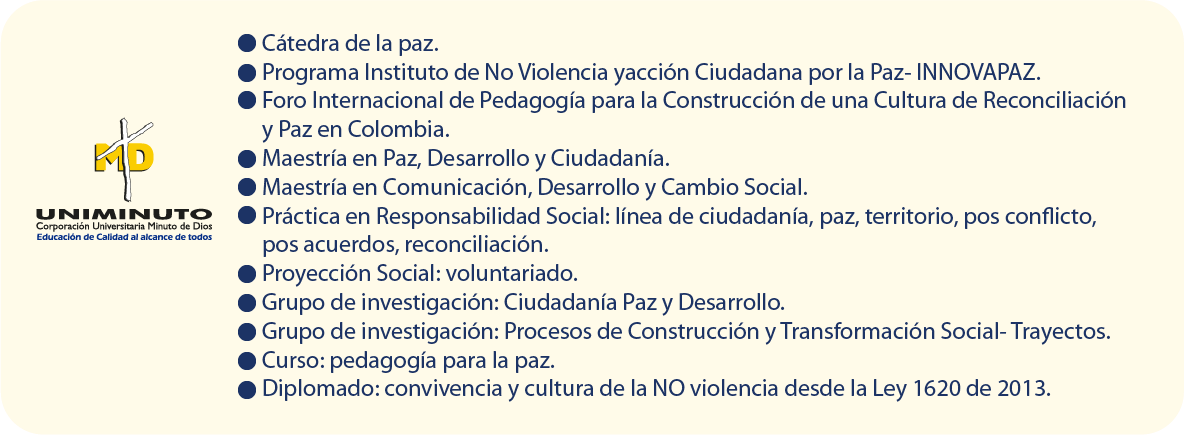 MD
UNIMINUTO
Corporación Universitaria Minuto de Dios
Educación de Calidad al alcance de todos
● Cátedra de la paz.
● Programa Instituto de No Violencia yacción Ciudadana por la Paz- INNOVAPAZ.
● Foro Internacional de Pedagogía para la Construcción de una Cultura de Reconciliación
y Paz en Colombia.
● Maestría en Paz, Desarrollo y Ciudadanía.
● Maestría en Comunicación, Desarrollo y Cambio Social.
● Práctica en Responsabilidad Social: línea de ciudadanía, paz, territorio, pos conflicto,
pos acuerdos, reconciliación.
● Proyección Social: voluntariado.
● Grupo de investigación: Ciudadanía Paz y Desarrollo.
● Grupo de investigación: Procesos de Construcción y Transformación Social- Trayectos.
● Curso: pedagogía para la paz.
● Diplomado: convivencia y cultura de la NO violencia desde la Ley 1620 de 2013.